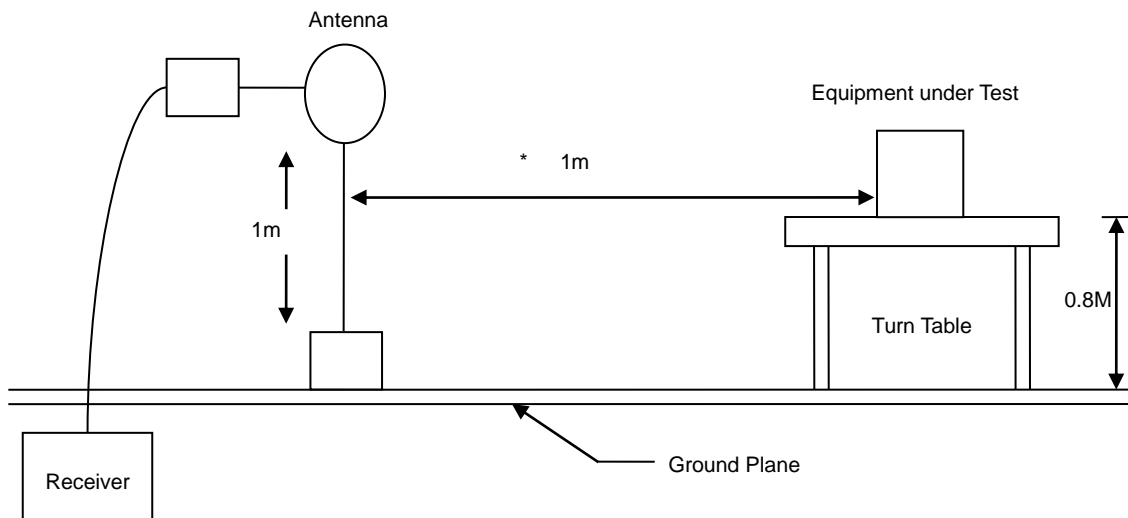 Antenna
Equipment under Test
* 1m
1m
0.8M
Turn Table
Ground Plane
Receiver